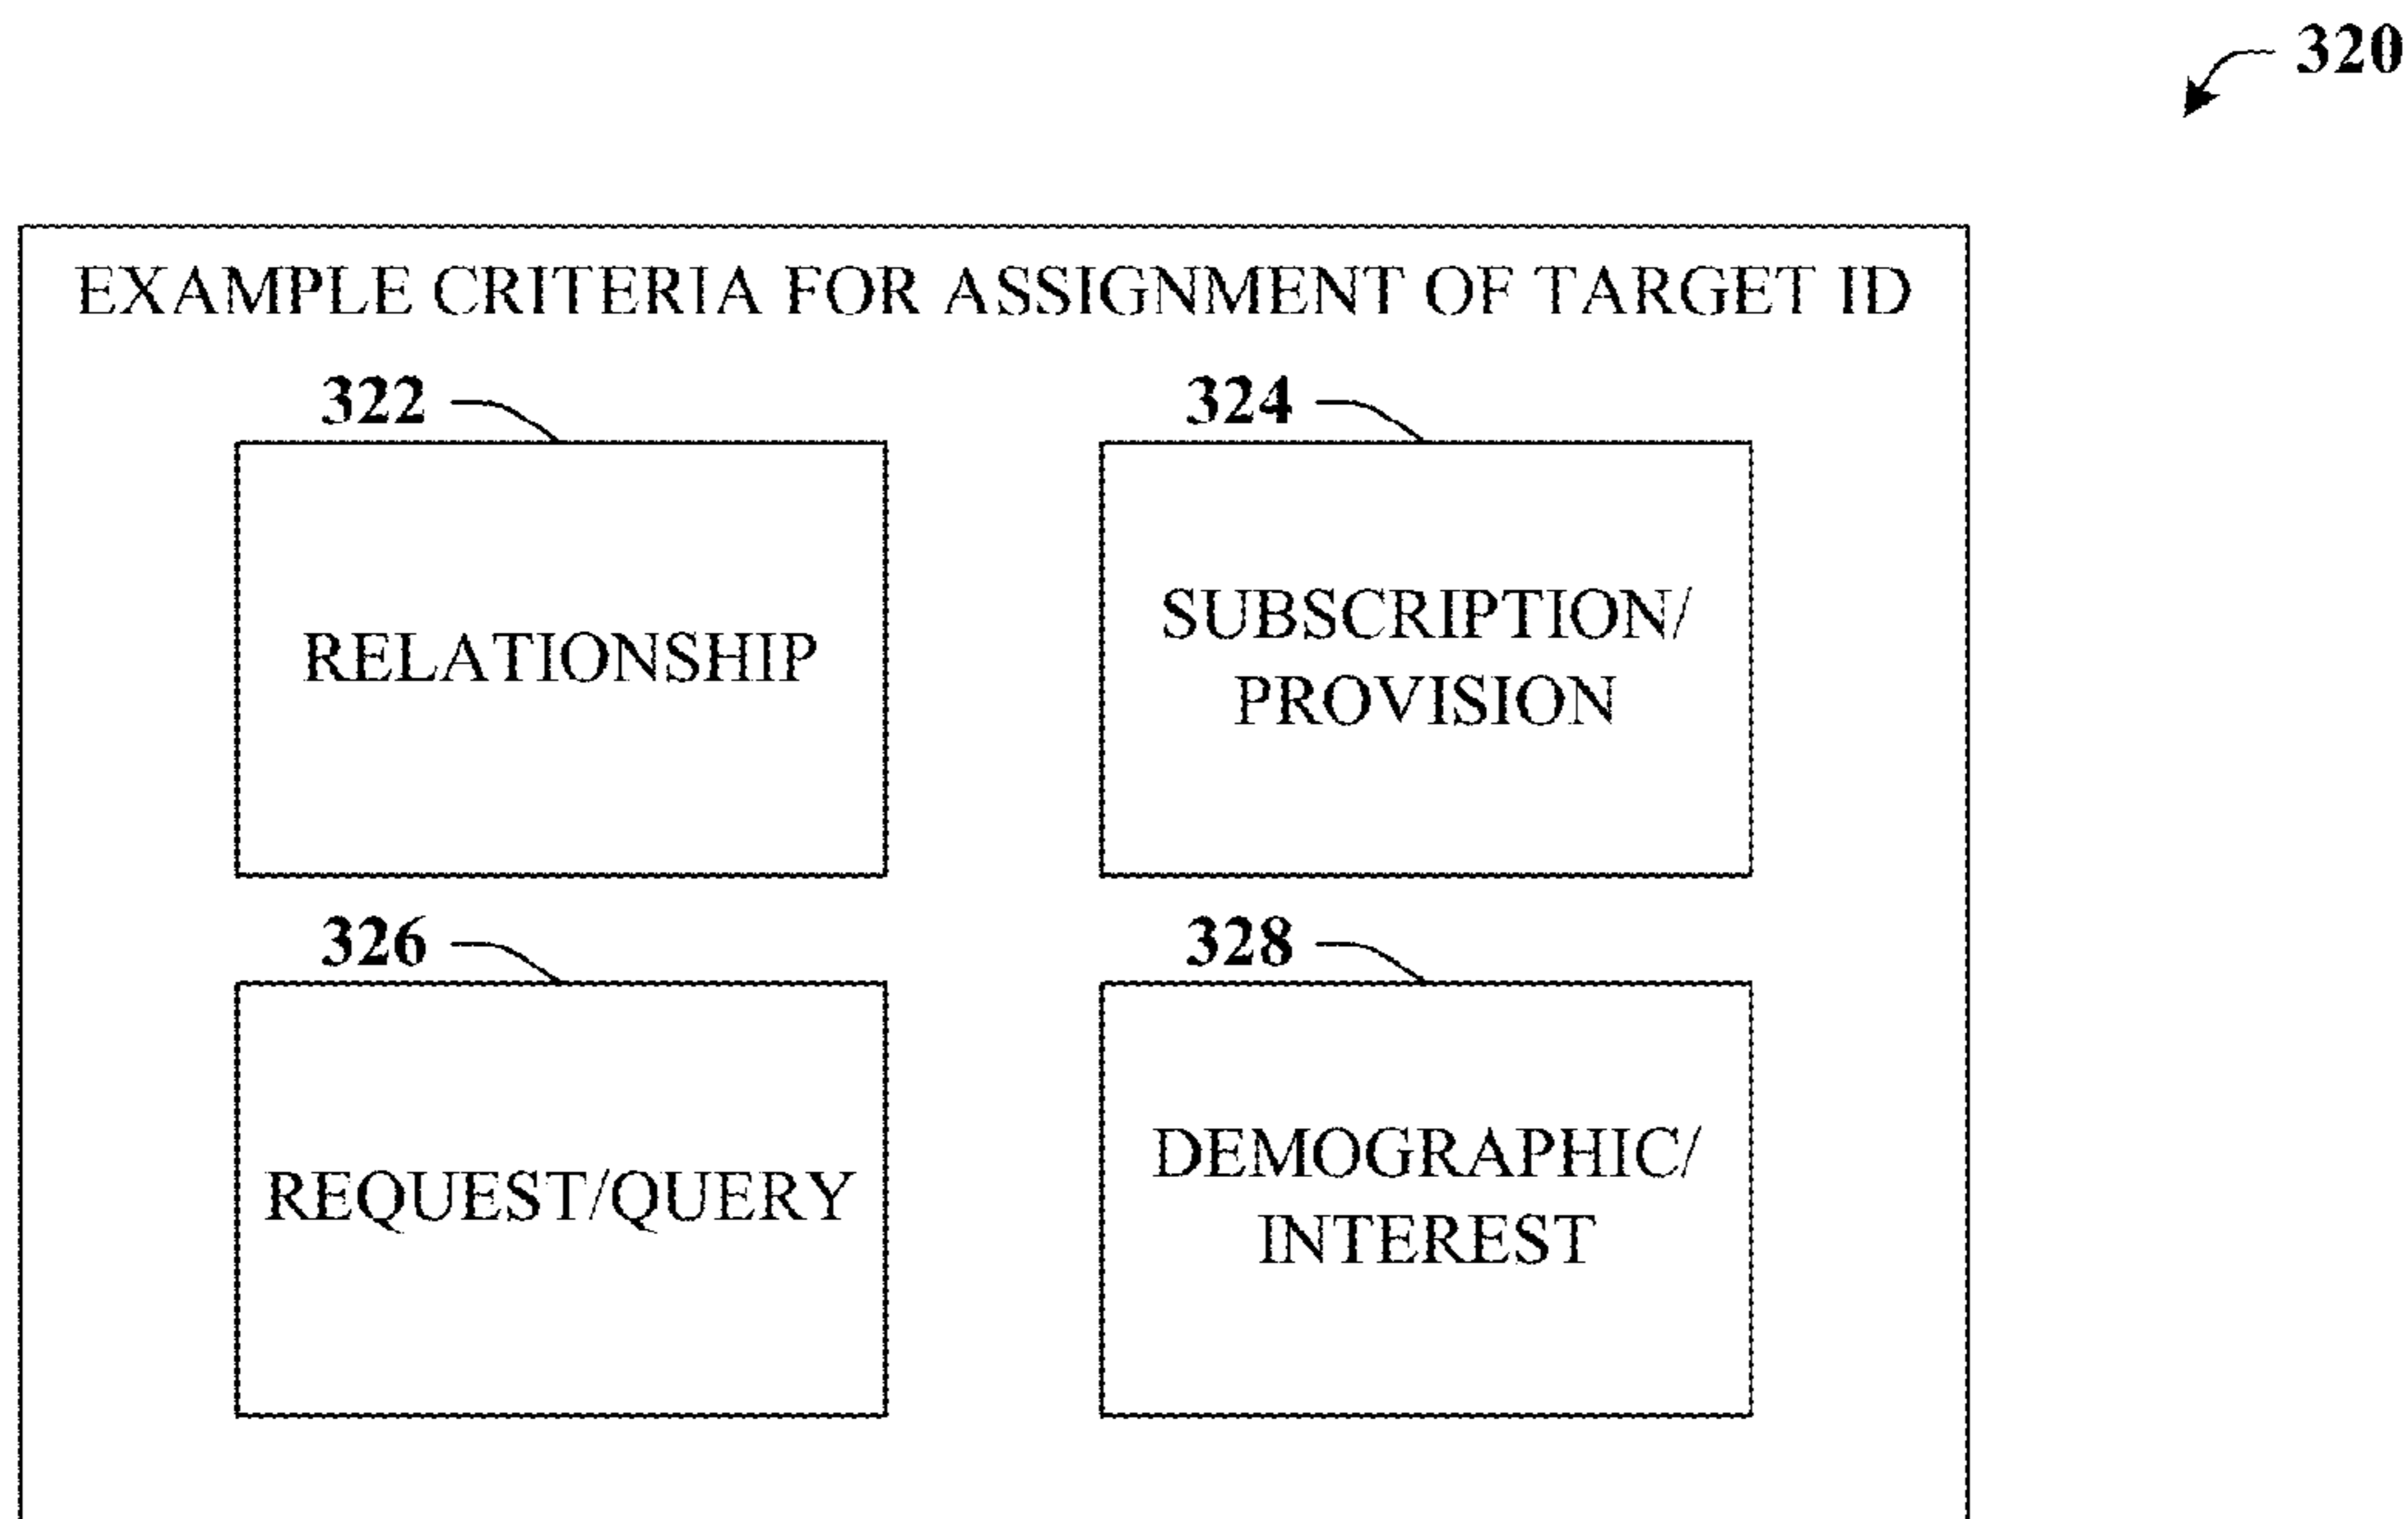 320
EXAMPLE CRITERIA FOR ASSIGNMENT OF TARGET ID
322
RELATIONSHIP
324
SUBSCRIPTION/
PROVISION
326
REQUEST/QUERY
328
DEMOGRAPHIC/
INTEREST